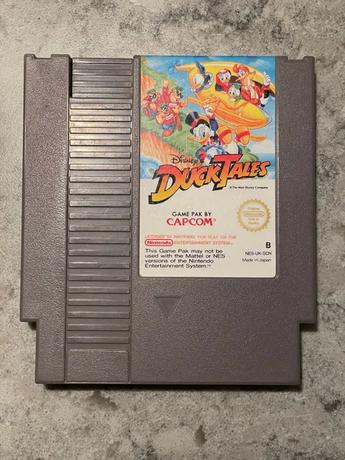 Disney's
DUCKTALES
© The Walt Disney Company
GAME PAK BY
CAPCOM®
LICENSED BY NINTENDO FOR PLAY ON THE
Nintendo ENTERTAINMENT SYSTEM™
This Game Pak may not be
used with the Mattel or NES
versions of the Nintendo
Entertainment System.™
B
NES-UK-SCN
Made in Japan